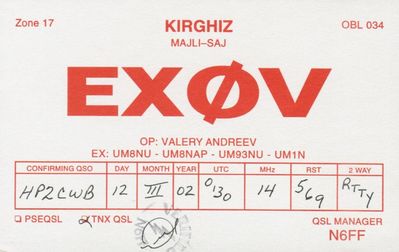 Zone 17 KIRGHIZ OBL 034
MAJLI–SAJ
EXØV
OP: VALERY ANDREEV
EX: UM8NU - UM8NAP - UM93NU - UM1N
CONFIRMING QSO DAY MONTH YEAR UTC MHz RST 2 WAY
HP2CWB 12 III 02 0130 14 569 RTTY
PSEQSL TNX QSL QSL MANAGER
N6FF